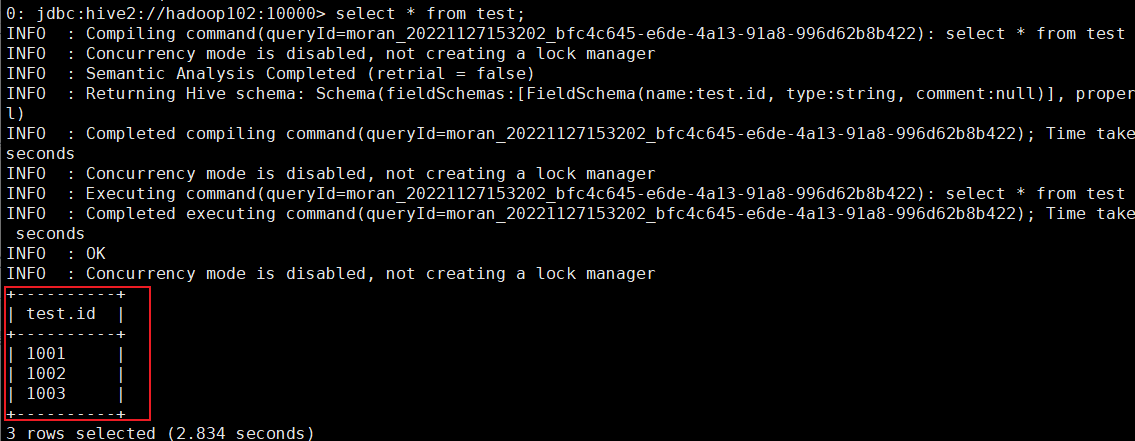 0: jdbc:hive2://hadoop102:10000> select * from test;
INFO  : Compiling command(queryId=moran_20221127153202_bfc4c645-e6de-4a13-91a8-996d62b8b422): select * from test
INFO  : Concurrency mode is disabled, not creating a lock manager
INFO  : Semantic Analysis Completed (retrial = false)
INFO  : Returning Hive schema: Schema(fieldSchemas:[FieldSchema(name:test.id, type:string, comment:null)], proper
l)
INFO  : Completed compiling command(queryId=moran_20221127153202_bfc4c645-e6de-4a13-91a8-996d62b8b422); Time take
seconds
INFO  : Concurrency mode is disabled, not creating a lock manager
INFO  : Executing command(queryId=moran_20221127153202_bfc4c645-e6de-4a13-91a8-996d62b8b422): select * from test
INFO  : Completed executing command(queryId=moran_20221127153202_bfc4c645-e6de-4a13-91a8-996d62b8b422); Time take
 seconds
INFO  : OK
INFO  : Concurrency mode is disabled, not creating a lock manager
+----------+
| test.id  |
+----------+
| 1001     |
| 1002     |
| 1003     |
+----------+
3 rows selected (2.834 seconds)